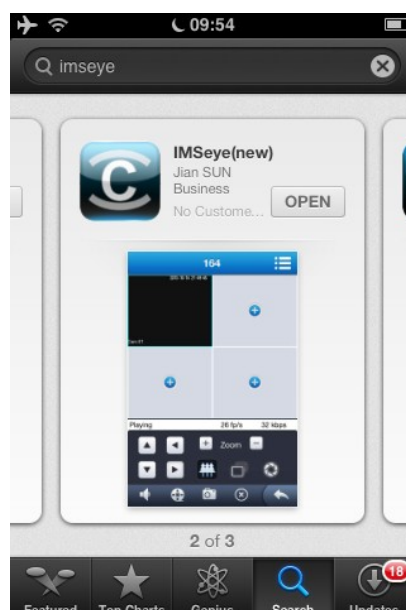 09:54
imseye
IMSeye(new)
Jian SUN
Business
No Custome...
OPEN
164
Playing
26 fp/s
32 kbps
Zoom
2 of 3
18
Featured
Top Charts
Genius
Search
Updates